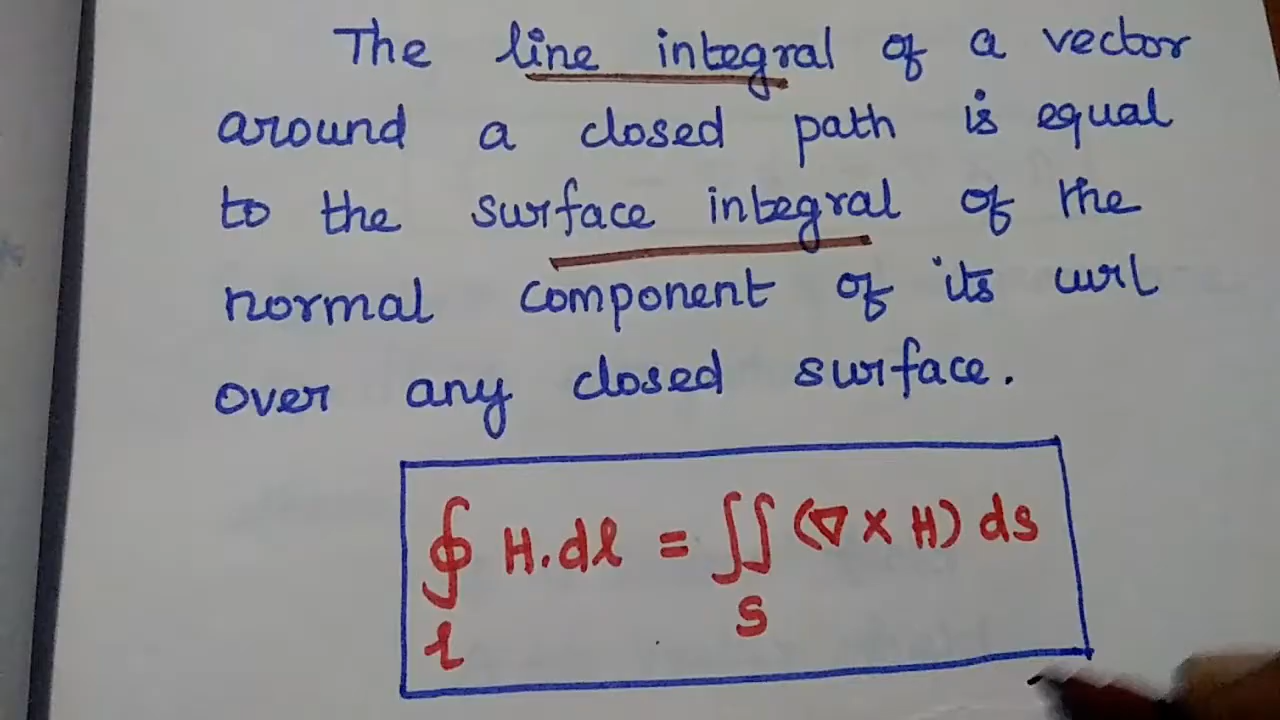 The line integral of a vector
around a closed path is equal
to the surface integral of the
normal component of its curl
over any closed surface.
∮ H.dl = ∬ (∇ X H) ds
l S